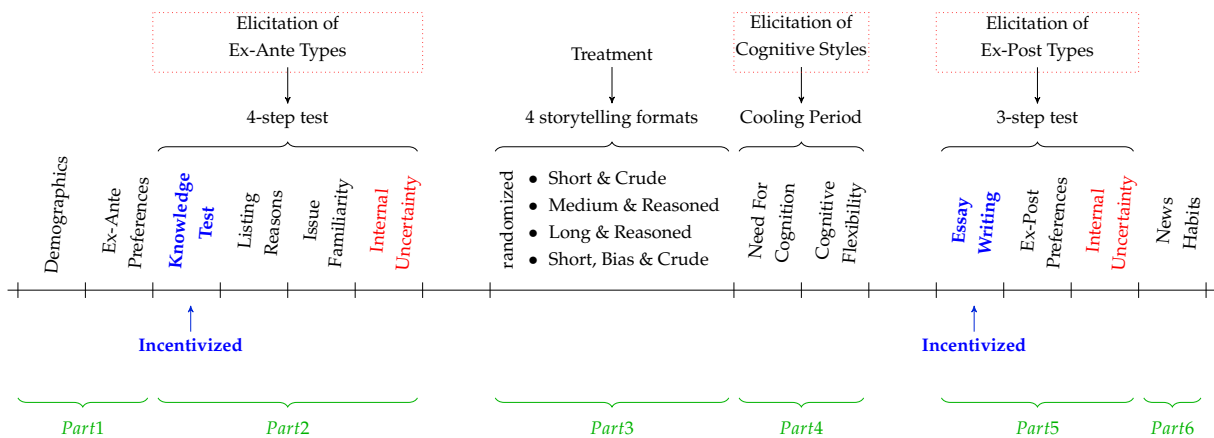 Elicitation of
Ex-Ante Types
4-step test
Treatment
4 storytelling formats
Elicitation of
Cognitive Styles
Cooling Period
Elicitation of
Ex-Post Types
3-step test
Demographics
Ex-Ante
Preferences
Knowledge
Test
Listing
Reasons
Issue
Familiarity
Internal
Uncertainty
randomized
• Short & Crude
• Medium & Reasoned
• Long & Reasoned
• Short, Bias & Crude
Need For
Cognition
Cognitive
Flexibility
Essay
Writing
Ex-Post
Preferences
Internal
Uncertainty
News
Habits
Incentivized
Incentivized
Part1
Part2
Part3
Part4
Part5
Part6